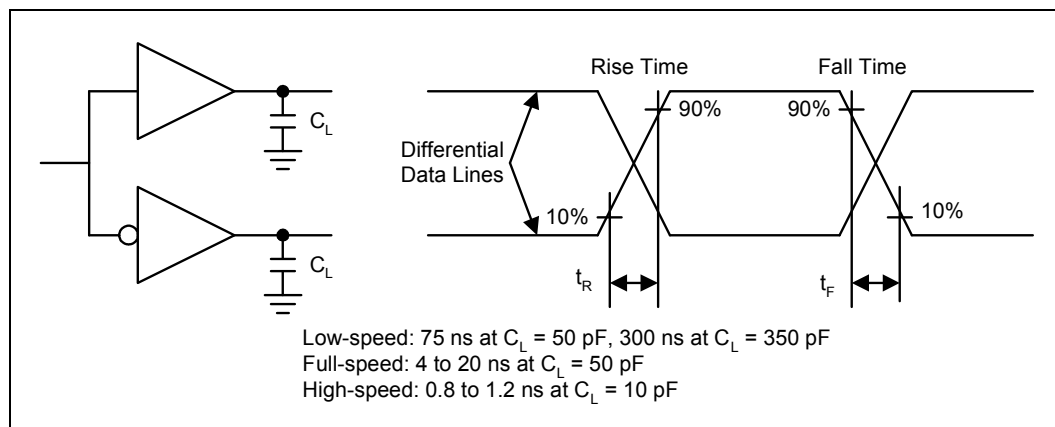 Rise Time
Fall Time
C_L
90%
90%
Differential
Data Lines
10%
10%
C_L
t_R
t_F
Low-speed: 75 ns at C_L = 50 pF, 300 ns at C_L = 350 pF
Full-speed: 4 to 20 ns at C_L = 50 pF
High-speed: 0.8 to 1.2 ns at C_L = 10 pF